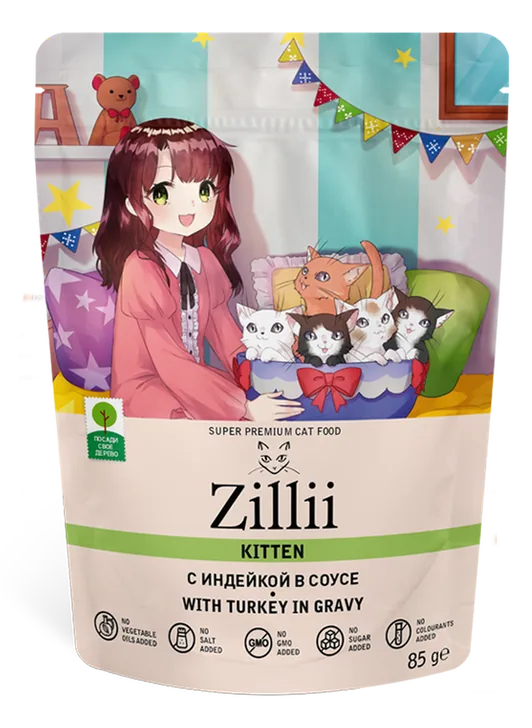 A
SUPER PREMIUM CAT FOOD
ПОСАДИ
СВОЕ
ДЕРЕВО
Zillii
KITTEN
С ИНДЕЙКОЙ В СОУСЕ
WITH TURKEY IN GRAVY
NO
VEGETABLE
OILS ADDED
NO
SALT
ADDED
GMO
NO
GMO
ADDED
NO
SUGAR
ADDED
NO
COLOURANTS
ADDED
85 g℮